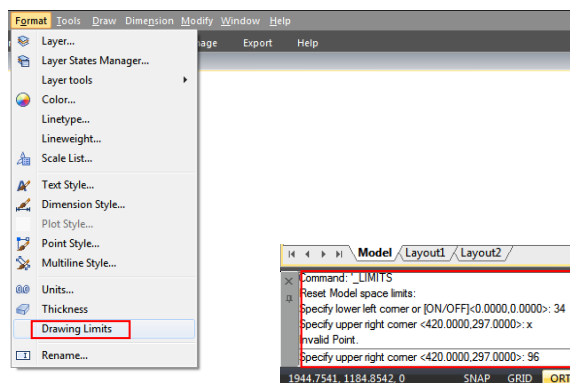 Format Tools Draw Dimension Modify Window Help
Export Help
Layer...
Layer States Manager...
Layer tools
Color...
Linetype...
Lineweight...
Scale List...
Text Style...
Dimension Style...
Plot Style...
Point Style...
Multiline Style...
Units...
Thickness
Drawing Limits
Rename...
Model Layout1 Layout2
Command: '_LIMITS
Reset Model space limits:
Specify lower left corner or [ON/OFF]<0.0000,0.0000>: 34
Specify upper right corner <420.0000,297.0000>: x
Invalid Point.
Specify upper right corner <420.0000,297.0000>: 96
1944.7541, 1184.8542, 0 SNAP GRID ORT